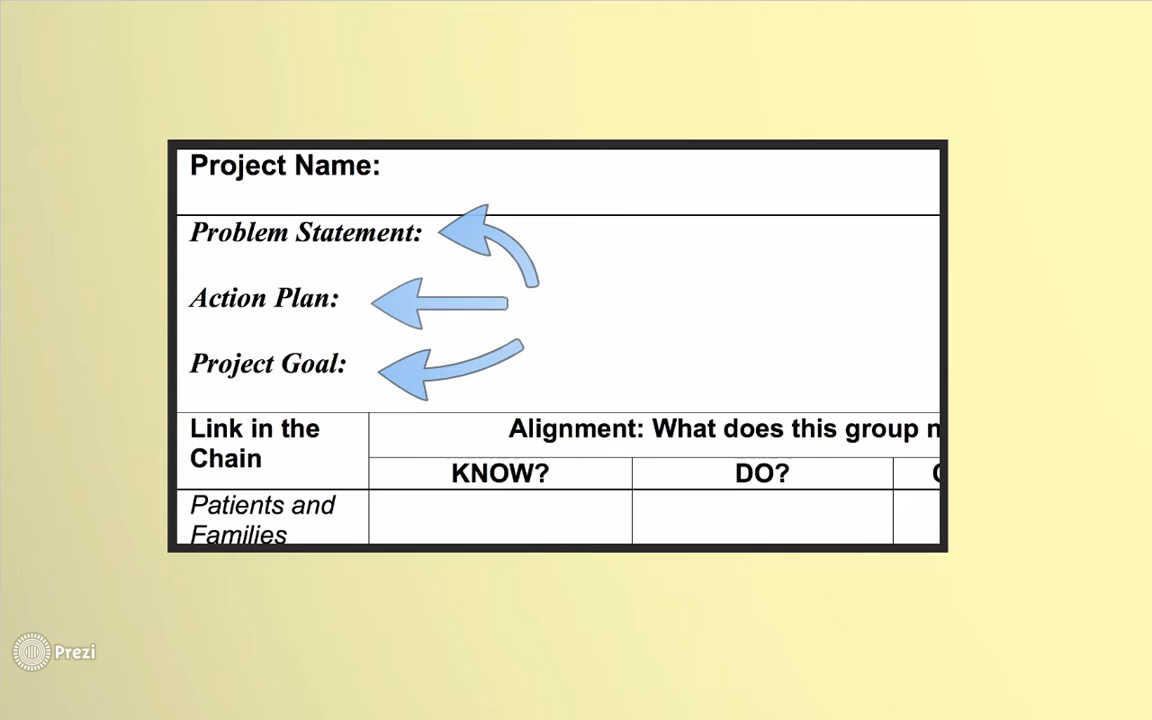 Project Name:
Problem Statement:
Action Plan:
Project Goal:
Link in the
Chain
Alignment: What does this group
KNOW?
DO?
Patients and
Families
Prezi